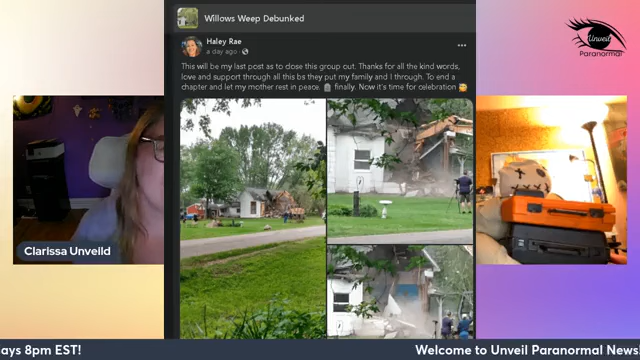 Willows Weep Debunked
Haley Rae
a day ago ·
This will be my last post as to close this group out. Thanks for all the kind words,
love and support through all this bs they put my family and I through. To end a
chapter and let my mother rest in peace. 🪦 finally. Now it's time for celebration 🥰
Unveil
Paranormal
Clarissa Unveild
ays 8pm EST!
Welcome to Unveil Paranormal News